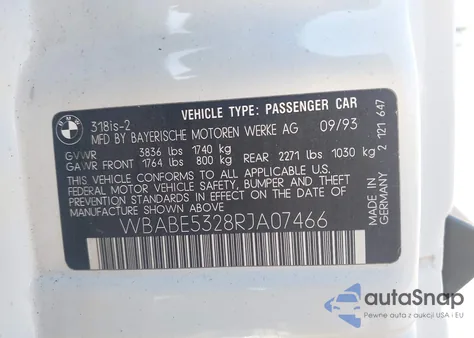 BMW
VEHICLE TYPE: PASSENGER CAR
318is-2
MFD BY BAYERISCHE MOTOREN WERKE AG 09/93
GVWR 3836 lbs 1740 kg
GAWR FRONT 1764 lbs 800 kg REAR 2271 lbs 1030 kg
THIS VEHICLE CONFORMS TO ALL APPLICABLE U.S.
FEDERAL MOTOR VEHICLE SAFETY, BUMPER AND THEFT
PREVENTION STANDARDS IN EFFECT ON THE DATE OF
MANUFACTURE SHOWN ABOVE.
WBABE5328RJA07466
MADE IN
GERMANY
2 121 647
autoSnap
Pewne auta z aukcji USA i EU